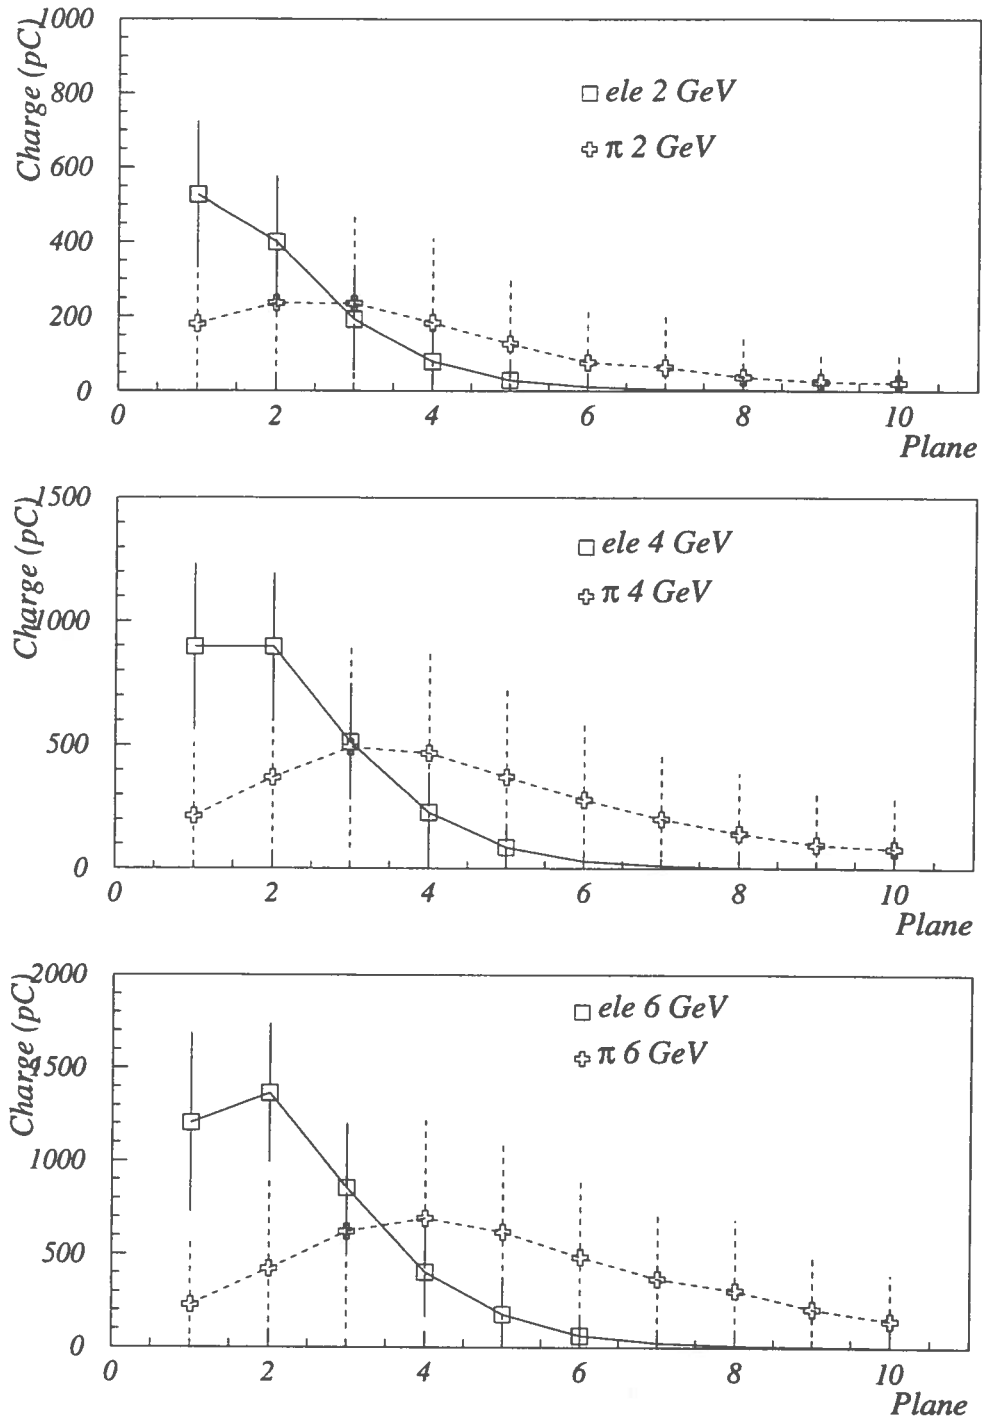 1000
Charge (pC)
800
600
400
200
0
ele 2 GeV
π 2 GeV
0 2 4 6 8 10
Plane
1500
Charge (pC)
1000
500
0
ele 4 GeV
π 4 GeV
0 2 4 6 8 10
Plane
2000
Charge (pC)
1500
1000
500
0
ele 6 GeV
π 6 GeV
0 2 4 6 8 10
Plane